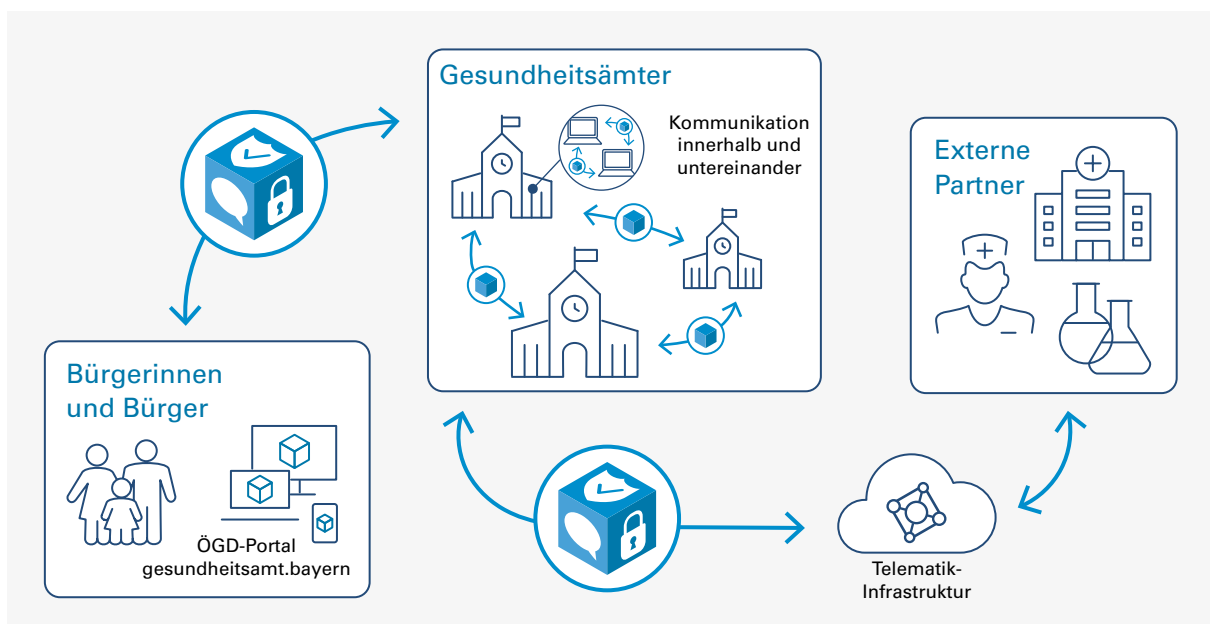 Gesundheitsämter
Kommunikation
innerhalb und
untereinander
Externe
Partner
Bürgerinnen
und Bürger
ÖGD-Portal
gesundheitsamt.bayern
Telematik-
Infrastruktur